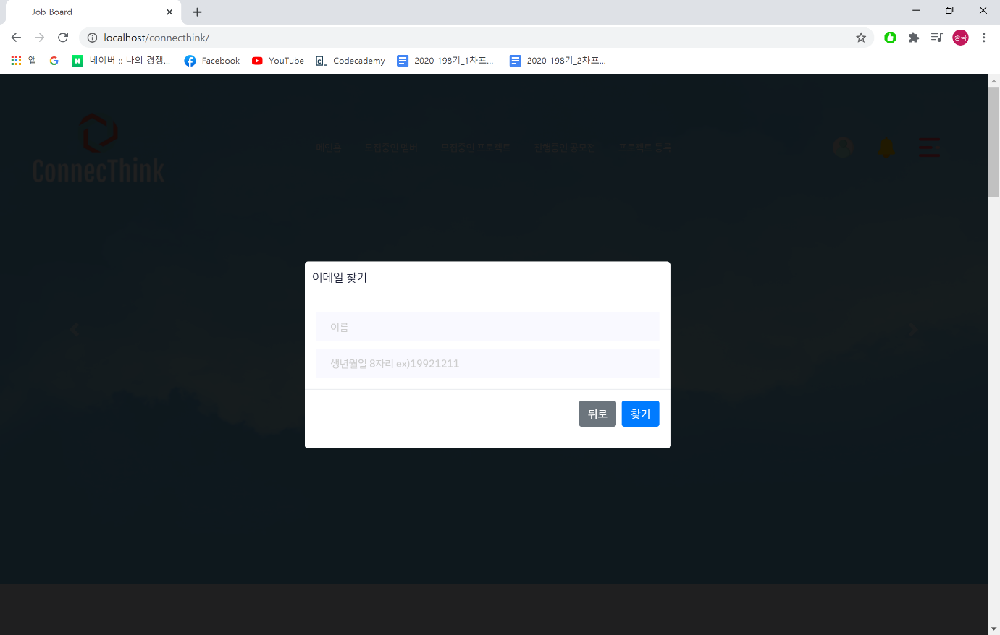 Job Board
localhost/connecthink/
종국
앱
네이버 :: 나의 경쟁...
Facebook
YouTube
Codecademy
2020-198기_1차프...
2020-198기_2차프...
ConnecThink
메인홈 모집중인 멤버 모집중인 프로젝트 진행중인 공모전 프로젝트 등록
이메일 찾기
이름
생년월일 8자리 ex)19921211
뒤로 찾기